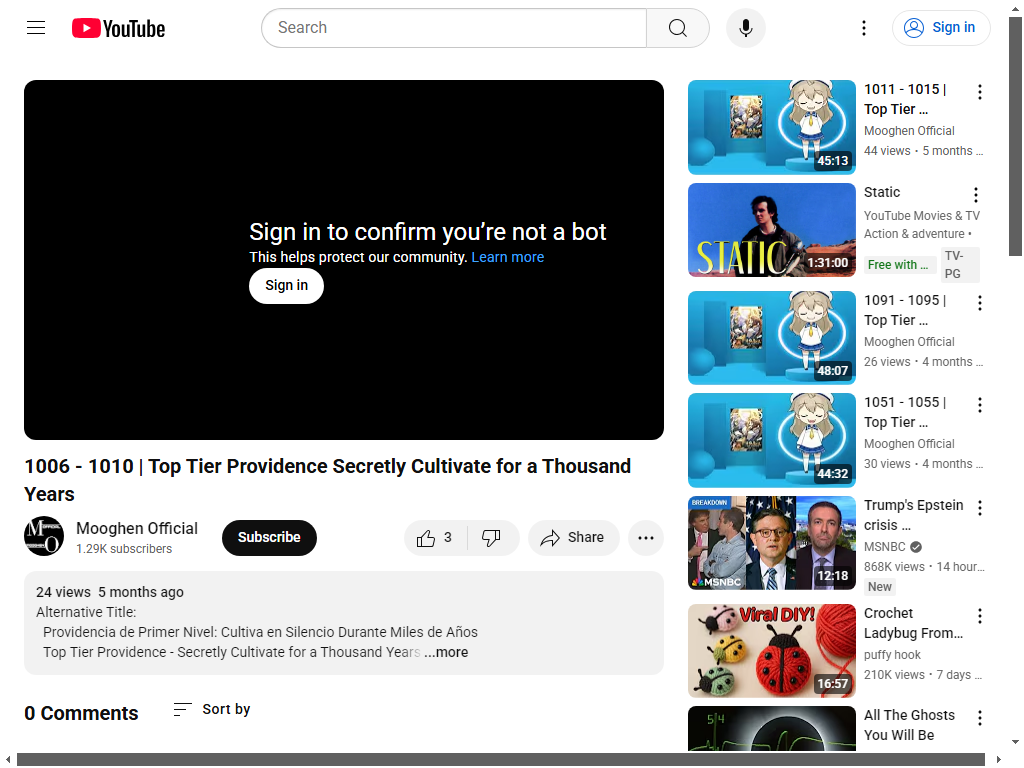 YouTube
Search
Sign in
Sign in to confirm you’re not a bot
This helps protect our community. Learn more
Sign in
1006 - 1010 | Top Tier Providence Secretly Cultivate for a Thousand
Years
Mooghen Official
1.29K subscribers
Subscribe
3
Share
24 views 5 months ago
Alternative Title:
Providencia de Primer Nivel: Cultiva en Silencio Durante Miles de Años
Top Tier Providence - Secretly Cultivate for a Thousand Years ...more
0 Comments
Sort by
45:13
1011 - 1015 |
Top Tier ...
Mooghen Official
44 views • 5 months ...
STATIC
1:31:00
Static
YouTube Movies & TV
Action & adventure •
Free with ...
TV-
PG
48:07
1091 - 1095 |
Top Tier ...
Mooghen Official
26 views • 4 months ...
44:32
1051 - 1055 |
Top Tier ...
Mooghen Official
30 views • 4 months ...
BREAKDOWN
MSNBC
12:18
Trump's Epstein
crisis ...
MSNBC
868K views • 14 hour...
New
Viral DIY!
16:57
Crochet
Ladybug From...
puffy hook
210K views • 7 days ...
All The Ghosts
You Will Be